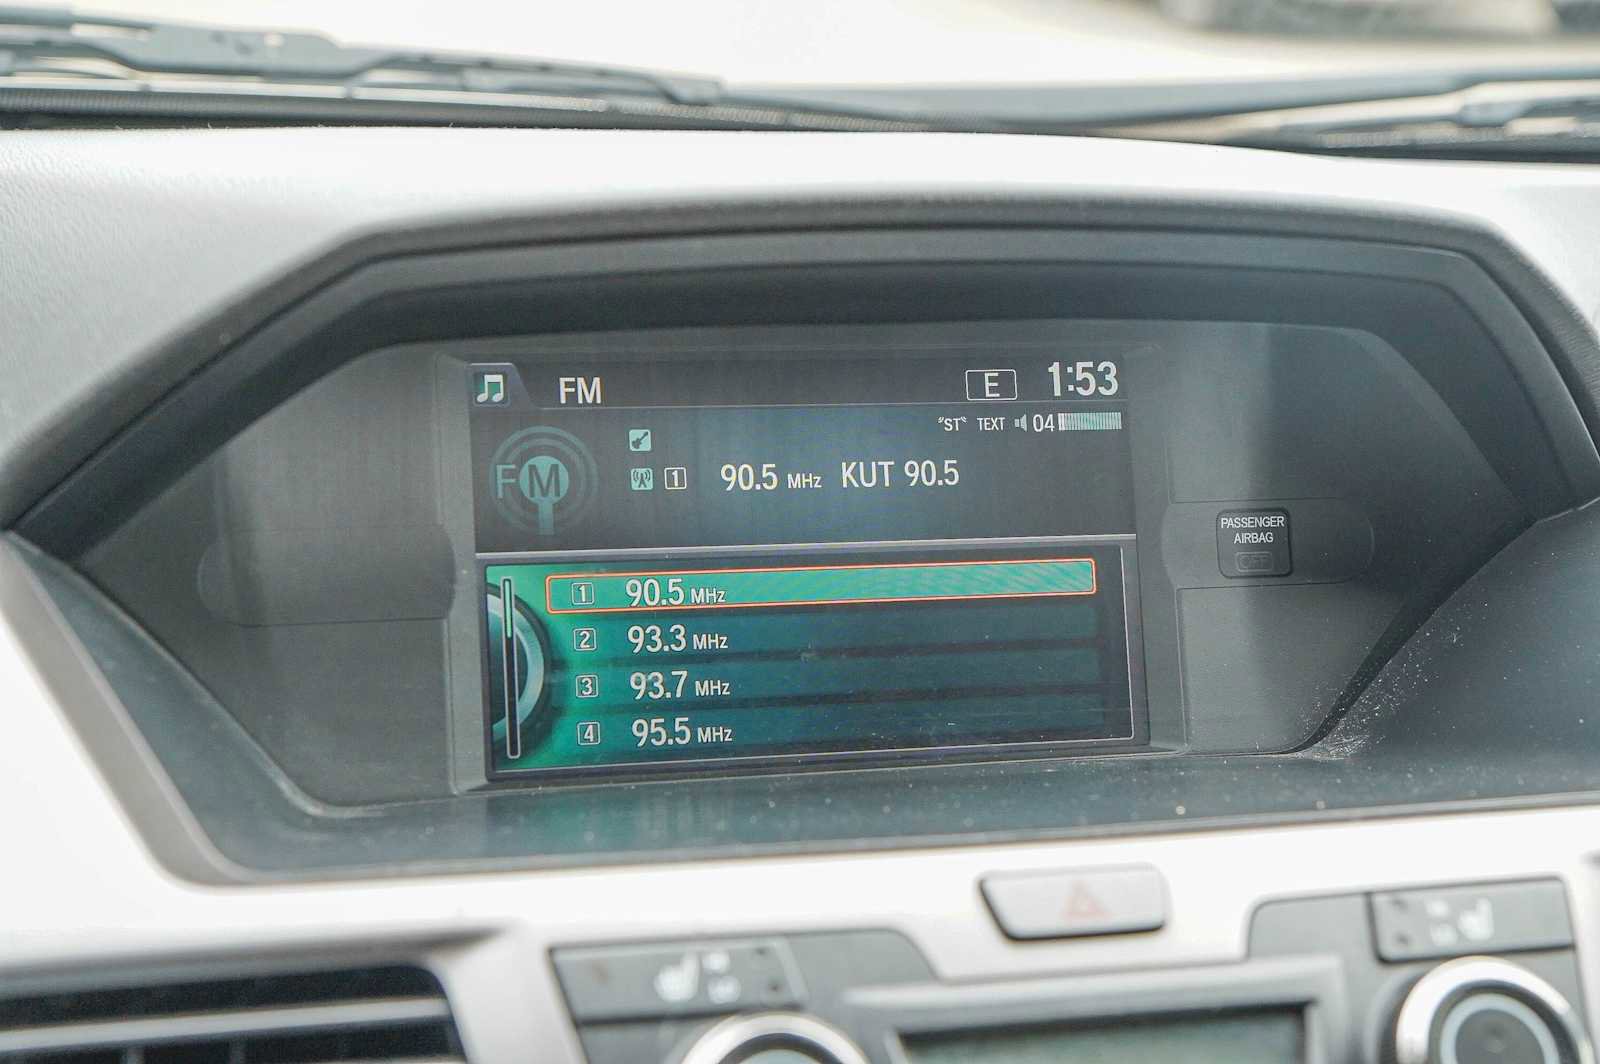 FM E 1:53
"ST" TEXT 04
FM
1 90.5 MHz KUT 90.5
PASSENGER
AIRBAG
OFF
1 90.5 MHz
2 93.3 MHz
3 93.7 MHz
4 95.5 MHz